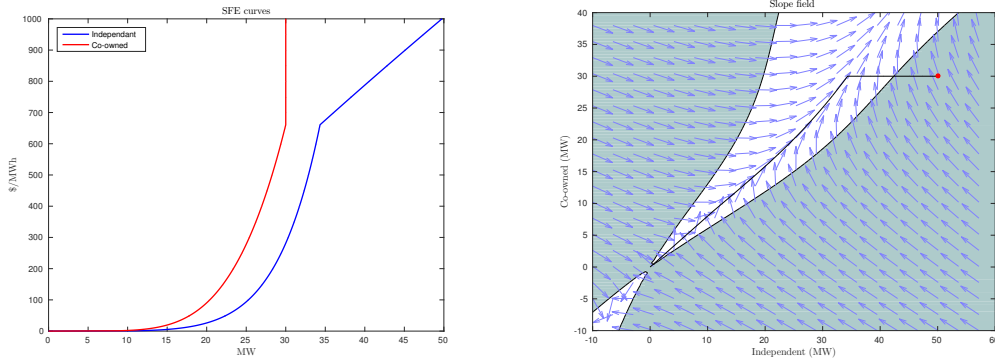 SFE curves
1000
900
800
700
600
500
400
300
200
100
0
$/MWh
Independant
Co-owned
0 5 10 15 20 25 30 35 40 45 50
MW
Slope field
40
35
30
25
20
15
10
5
0
-5
-10
Co-owned (MW)
-10 0 10 20 30 40 50 60
Independent (MW)